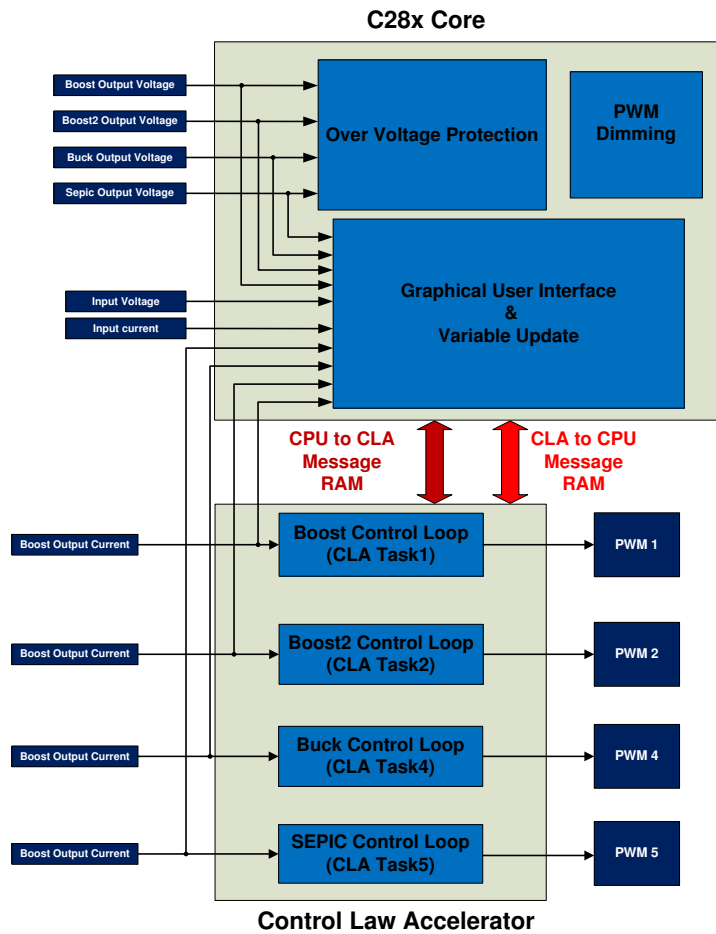 C28x Core
Boost Output Voltage
Boost2 Output Voltage
Buck Output Voltage
Sepic Output Voltage
Over Voltage Protection
PWM
Dimming
Input Voltage
Input current
Graphical User Interface
&
Variable Update
CPU to CLA
Message
RAM
CLA to CPU
Message
RAM
Boost Output Current
Boost Control Loop
(CLA Task1)
PWM 1
Boost Output Current
Boost2 Control Loop
(CLA Task2)
PWM 2
Boost Output Current
Buck Control Loop
(CLA Task4)
PWM 4
Boost Output Current
SEPIC Control Loop
(CLA Task5)
PWM 5
Control Law Accelerator